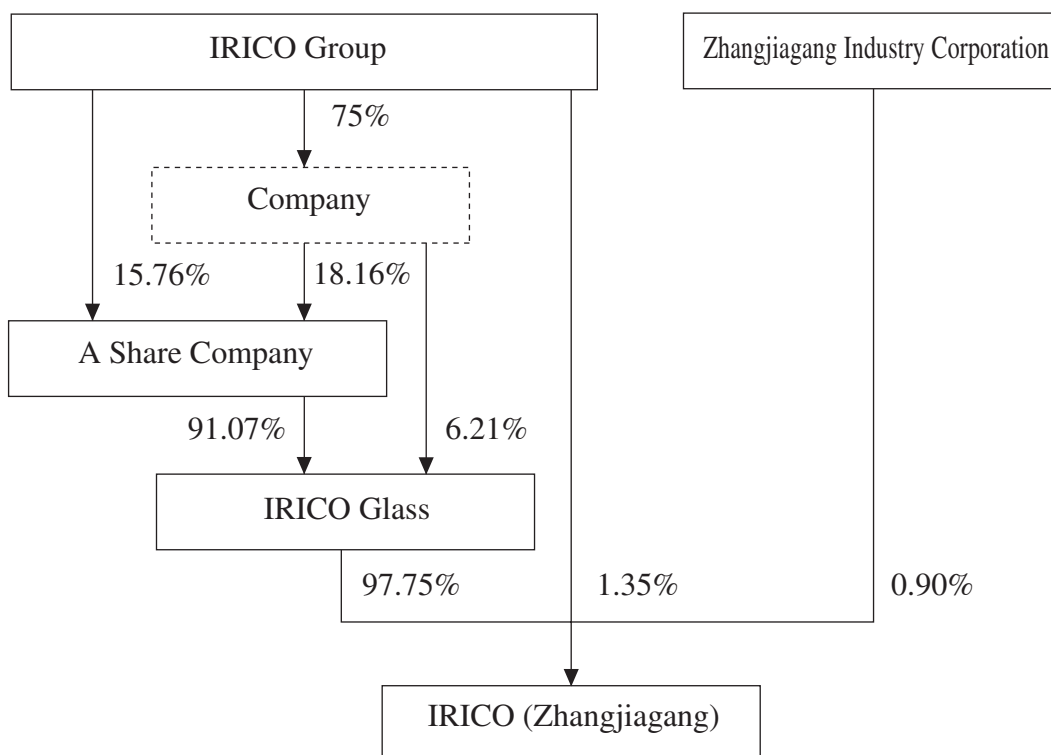 IRICO Group
Zhangjiagang Industry Corporation
75%
Company
15.76%
18.16%
A Share Company
91.07%
6.21%
IRICO Glass
97.75%
1.35%
0.90%
IRICO (Zhangjiagang)